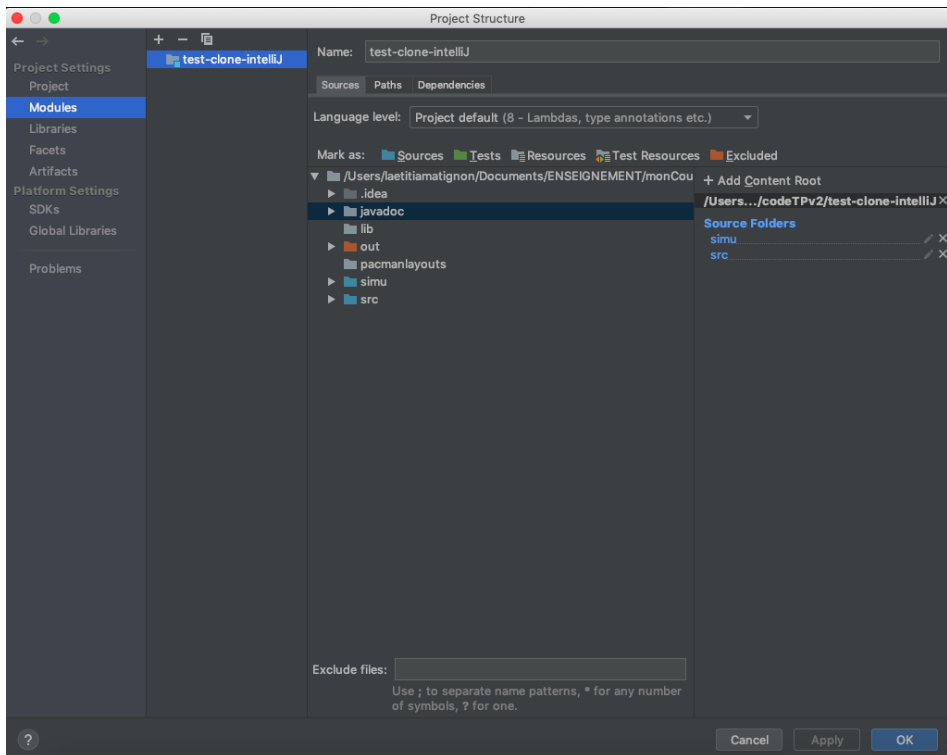 Project Structure
Project Settings
Project
Modules
Libraries
Facets
Artifacts
Platform Settings
SDKs
Global Libraries
Problems
test-clone-intelliJ
Name: test-clone-intelliJ
Sources Paths Dependencies
Language level: Project default (8 - Lambdas, type annotations etc.)
Mark as: Sources Tests Resources Test Resources Excluded
/Users/laetitiamatignon/Documents/ENSEIGNEMENT/monCou
.idea
javadoc
lib
out
pacmanlayouts
simu
src
+ Add Content Root
/Users.../codeTPv2/test-clone-intelliJ
Source Folders
simu
src
Exclude files:
Use ; to separate name patterns, * for any number
of symbols, ? for one.
?
Cancel Apply OK